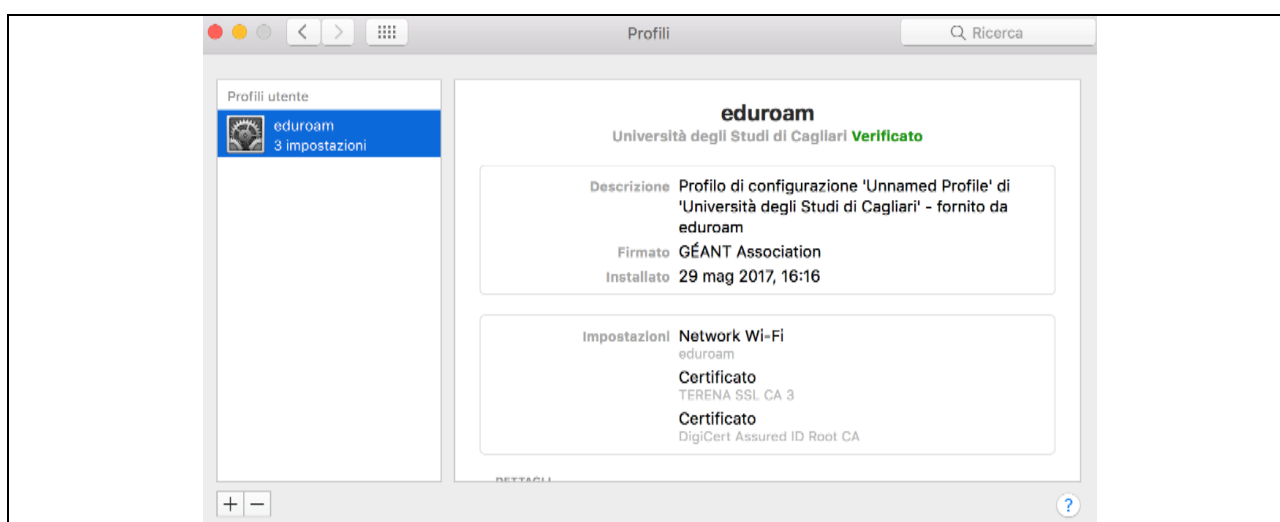 Profili
Ricerca
Profili utente
eduroam
3 impostazioni
eduroam
Università degli Studi di Cagliari Verificato
Descrizione Profilo di configurazione 'Unnamed Profile' di
'Università degli Studi di Cagliari' - fornito da
eduroam
Firmato GÉANT Association
Installato 29 mag 2017, 16:16
Impostazioni Network Wi-Fi
eduroam
Certificato
TERENA SSL CA 3
Certificato
DigiCert Assured ID Root CA
DETTAGLI
+ −
?